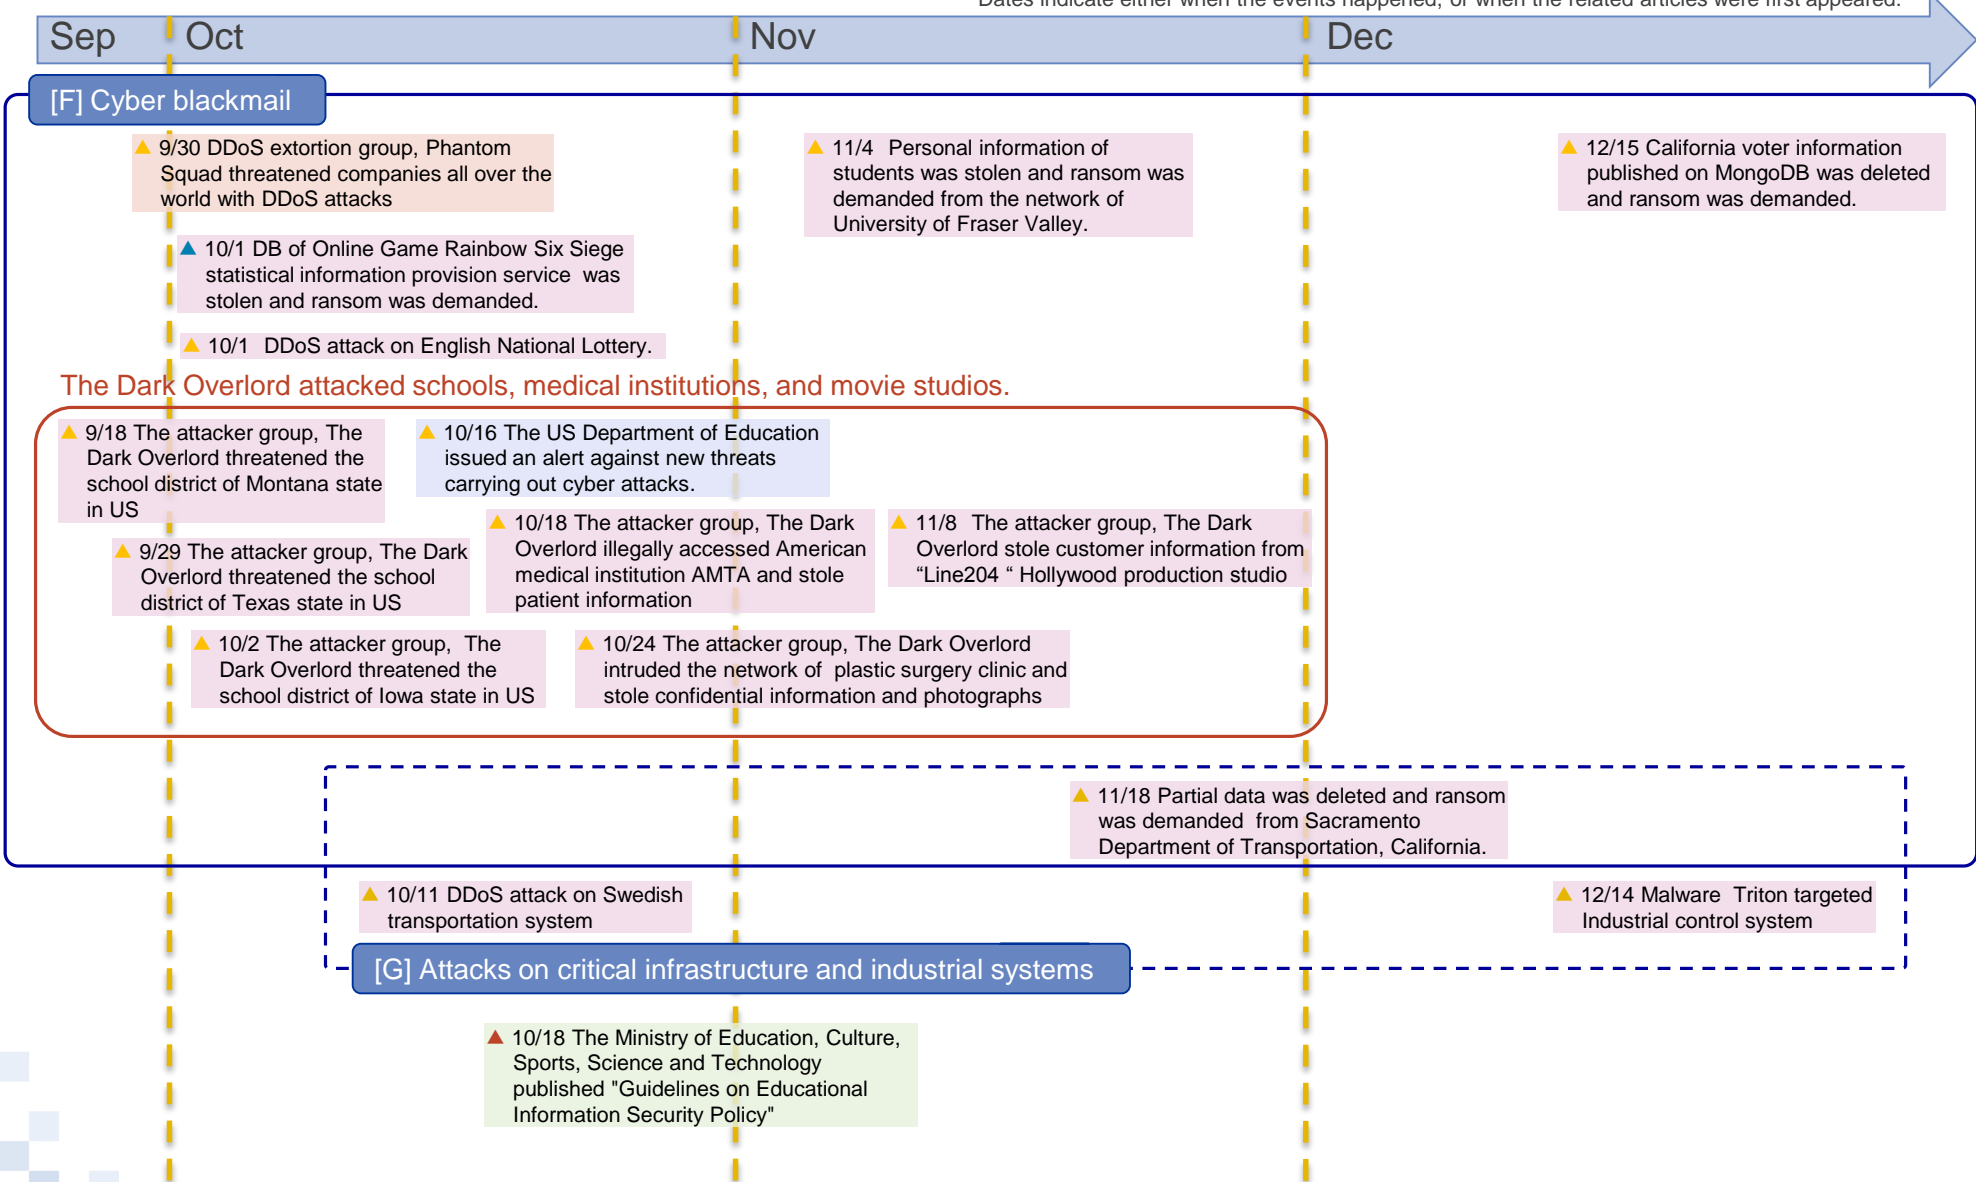 Dates indicate either when the events happened, or when the related articles were first appeared.
Sep
Oct
Nov
Dec
[F] Cyber blackmail
9/30 DDoS extortion group, Phantom
Squad threatened companies all over the
world with DDoS attacks
11/4 Personal information of
students was stolen and ransom was
demanded from the network of
University of Fraser Valley.
12/15 California voter information
published on MongoDB was deleted
and ransom was demanded.
10/1 DB of Online Game Rainbow Six Siege
statistical information provision service was
stolen and ransom was demanded.
10/1 DDoS attack on English National Lottery.
The Dark Overlord attacked schools, medical institutions, and movie studios.
9/18 The attacker group, The
Dark Overlord threatened the
school district of Montana state
in US
10/16 The US Department of Education
issued an alert against new threats
carrying out cyber attacks.
9/29 The attacker group, The Dark
Overlord threatened the school
district of Texas state in US
10/18 The attacker group, The Dark
Overlord illegally accessed American
medical institution AMTA and stole
patient information
11/8 The attacker group, The Dark
Overlord stole customer information from
“Line204 “ Hollywood production studio
10/2 The attacker group, The
Dark Overlord threatened the
school district of Iowa state in US
10/24 The attacker group, The Dark Overlord
intruded the network of plastic surgery clinic and
stole confidential information and photographs
11/18 Partial data was deleted and ransom
was demanded from Sacramento
Department of Transportation, California.
10/11 DDoS attack on Swedish
transportation system
12/14 Malware Triton targeted
Industrial control system
[G] Attacks on critical infrastructure and industrial systems
10/18 The Ministry of Education, Culture,
Sports, Science and Technology
published "Guidelines on Educational
Information Security Policy"